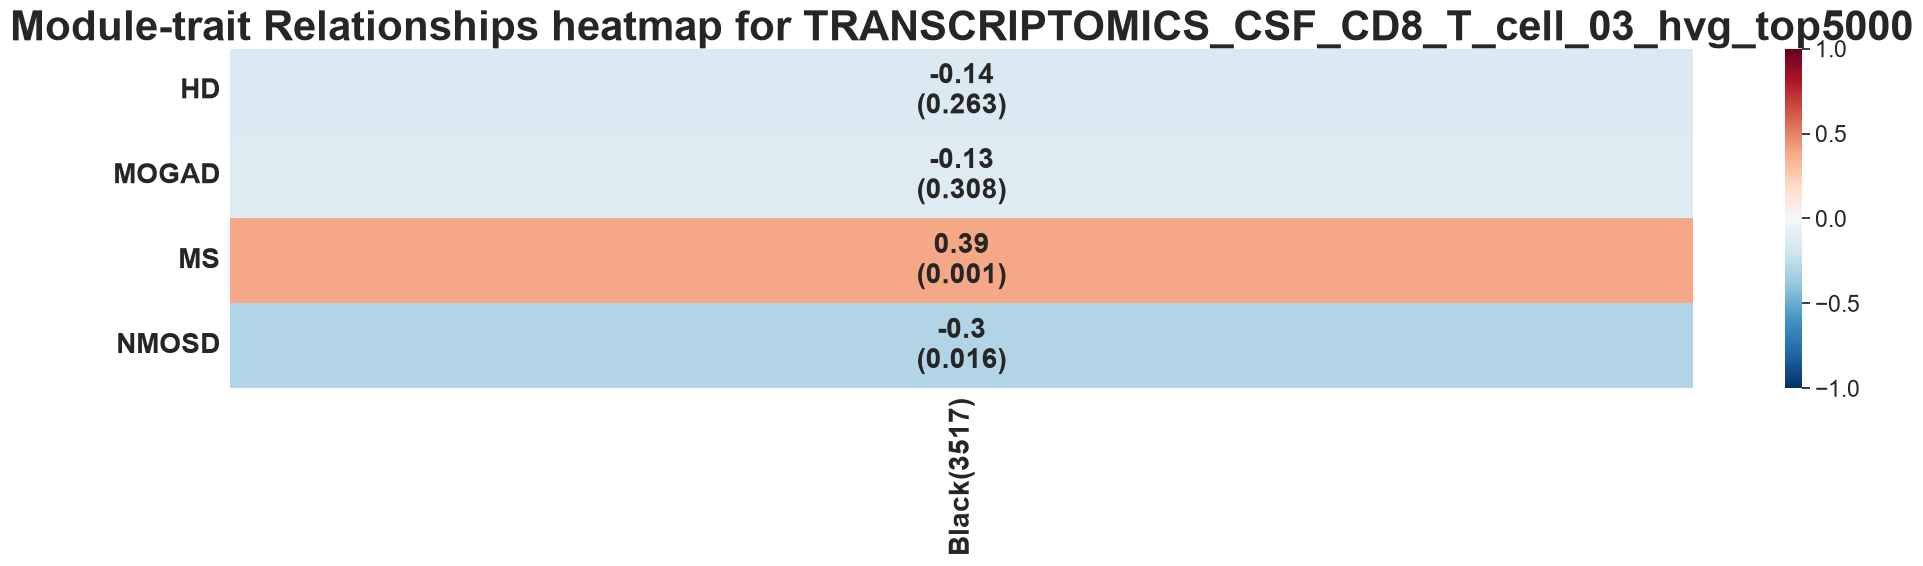 Module-trait Relationships heatmap for TRANSCRIPTOMICS_CSF_CD8_T_cell_03_hvg_top5000
HD
-0.14
(0.263)
MOGAD
-0.13
(0.308)
MS
0.39
(0.001)
NMOSD
-0.3
(0.016)
Black(3517)
1.0
0.5
0.0
−0.5
−1.0